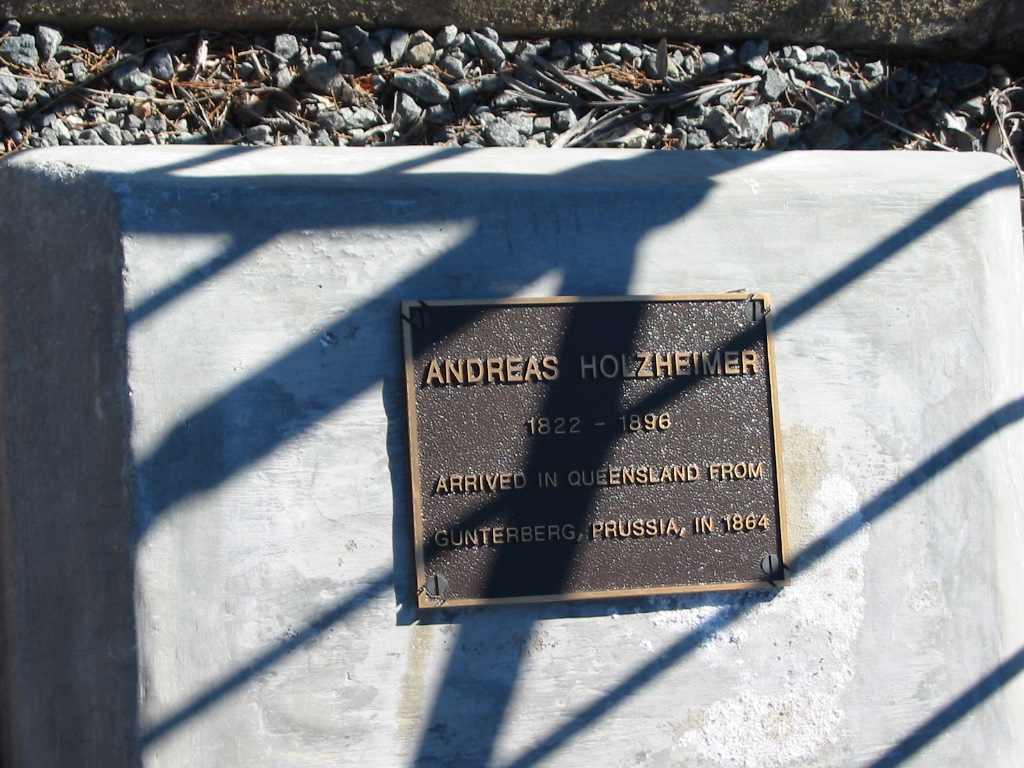 ANDREAS HOLZHEIMER
1822 - 1896
ARRIVED IN QUEENSLAND FROM
GUNTERBERG, PRUSSIA, IN 1864